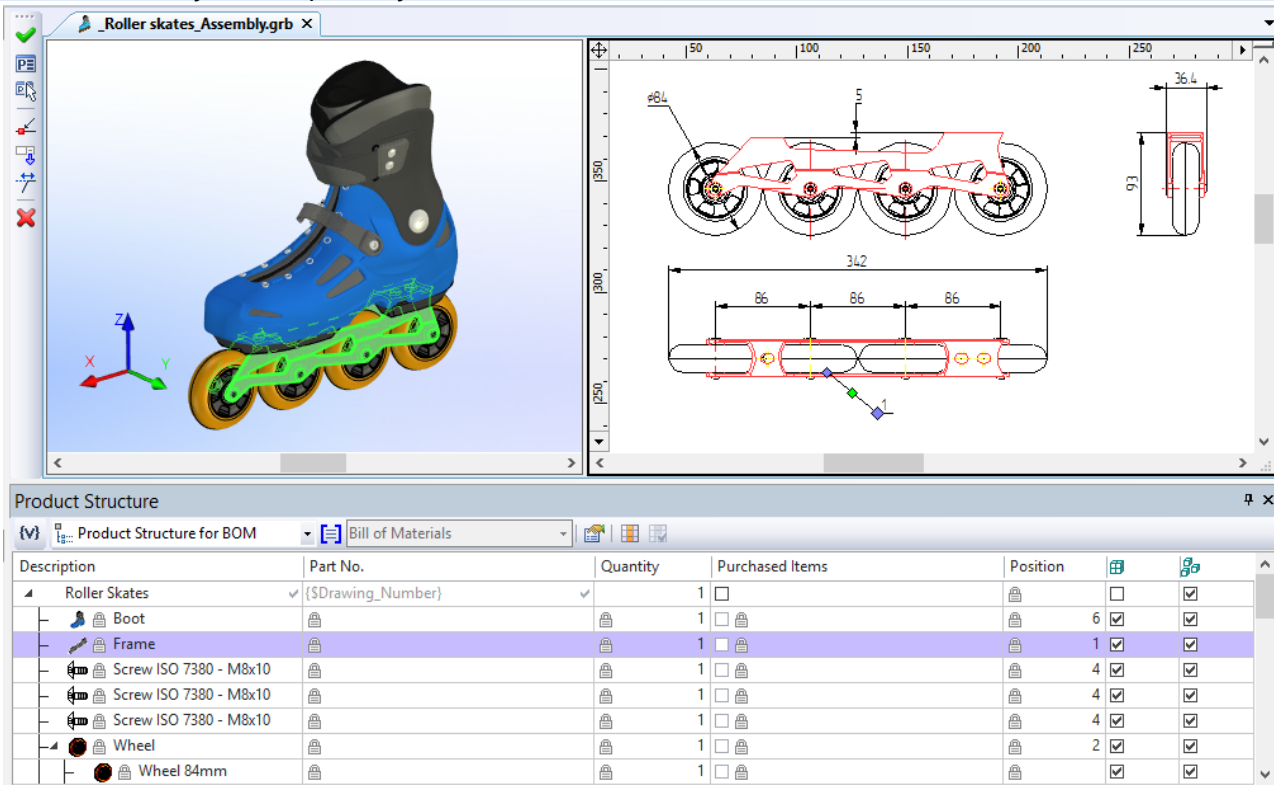 _Roller skates_Assembly.grb
50 100 150 200 250
36.4
ø84
5
350
93
342
300
86 86 86
Z
X Y
250
1
Product Structure
{v} Product Structure for BOM Bill of Materials
Description Part No. Quantity Purchased Items Position
Roller Skates {$Drawing_Number} 1
Boot 1 6
Frame 1 1
Screw ISO 7380 - M8x10 1 4
Screw ISO 7380 - M8x10 1 4
Screw ISO 7380 - M8x10 1 4
Wheel 1 2
Wheel 84mm 1